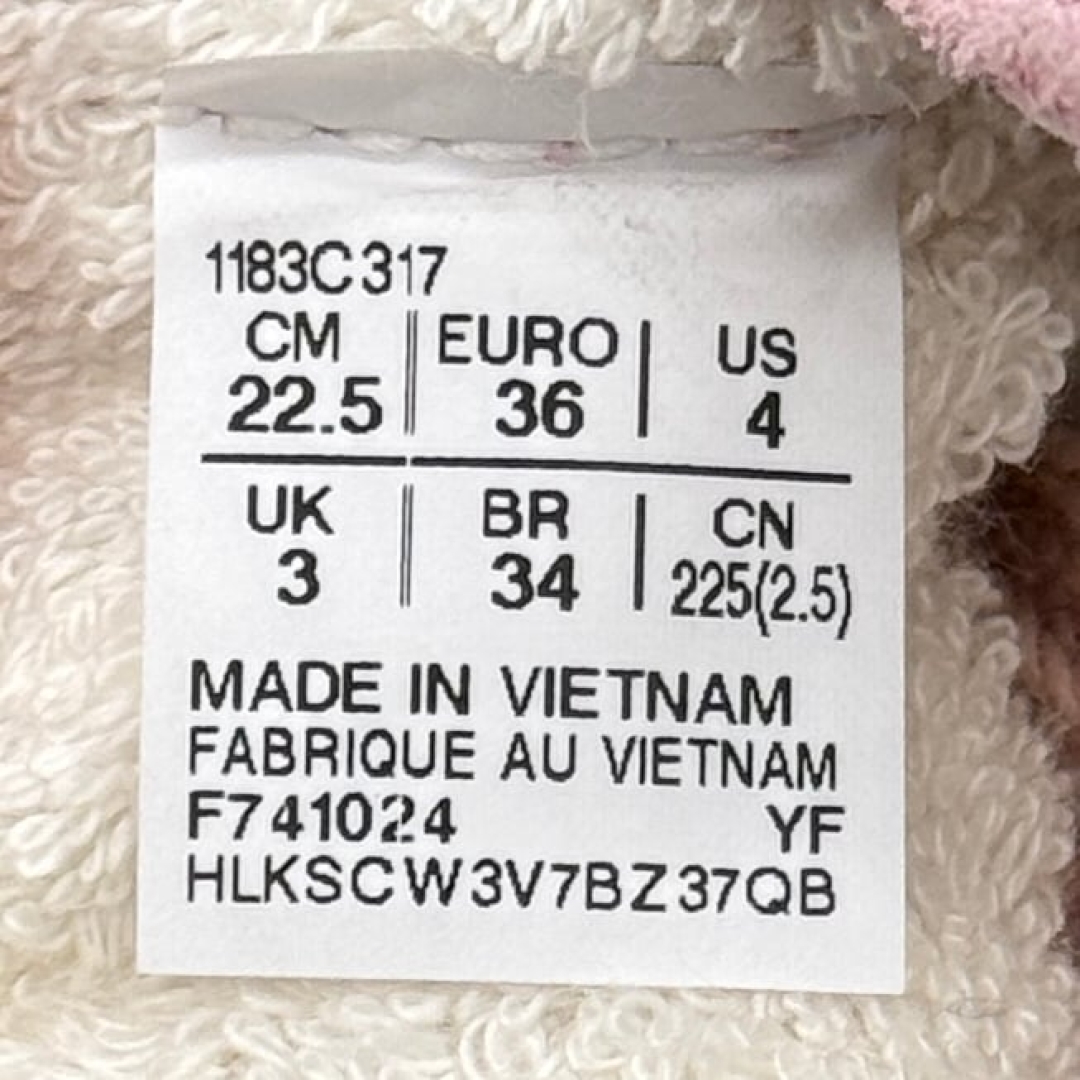 1183C317
CM EURO US
22.5 36 4
UK BR CN
3 34 225(2.5)
MADE IN VIETNAM
FABRIQUE AU VIETNAM
F741024 YF
HLKSCW3V7BZ37QB